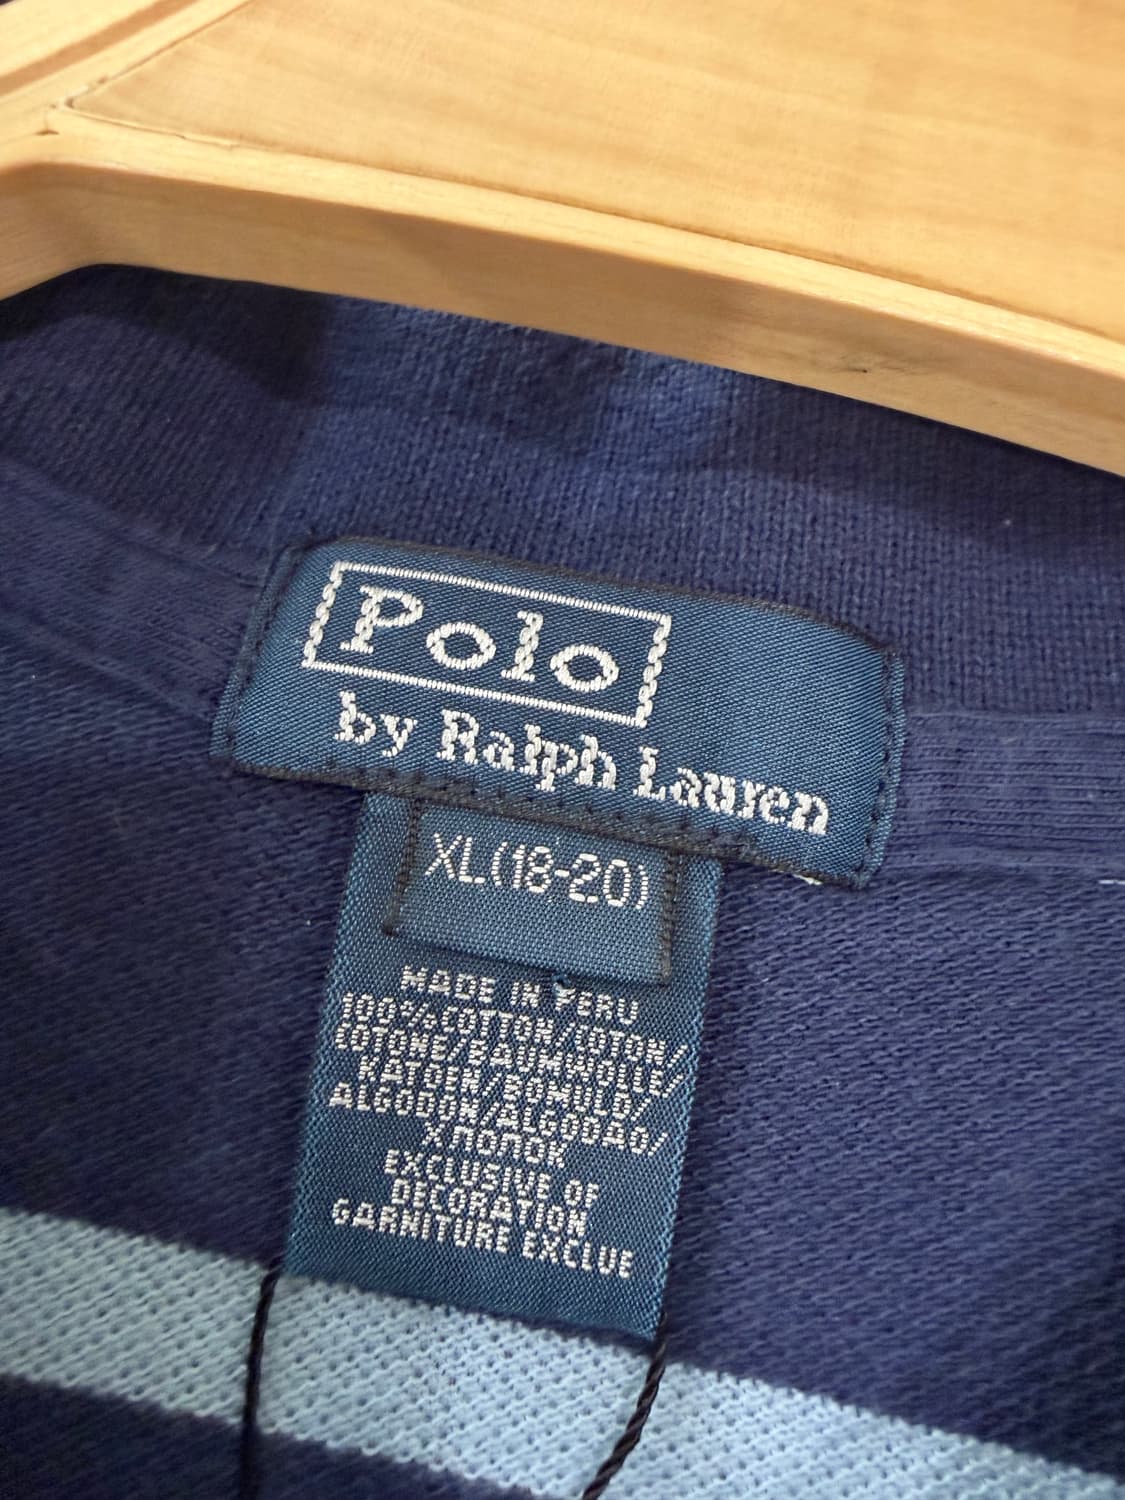 Polo
by Ralph Lauren
XL(18-20)
MADE IN PERU
100% COTTON/COTON/
COTONE/BAUMWOLLE/
KATOEN/BOMULD/
ALGODON/ALGODAO/
ХЛОПОК
EXCLUSIVE OF
DECORATION
GARNITURE EXCLUE